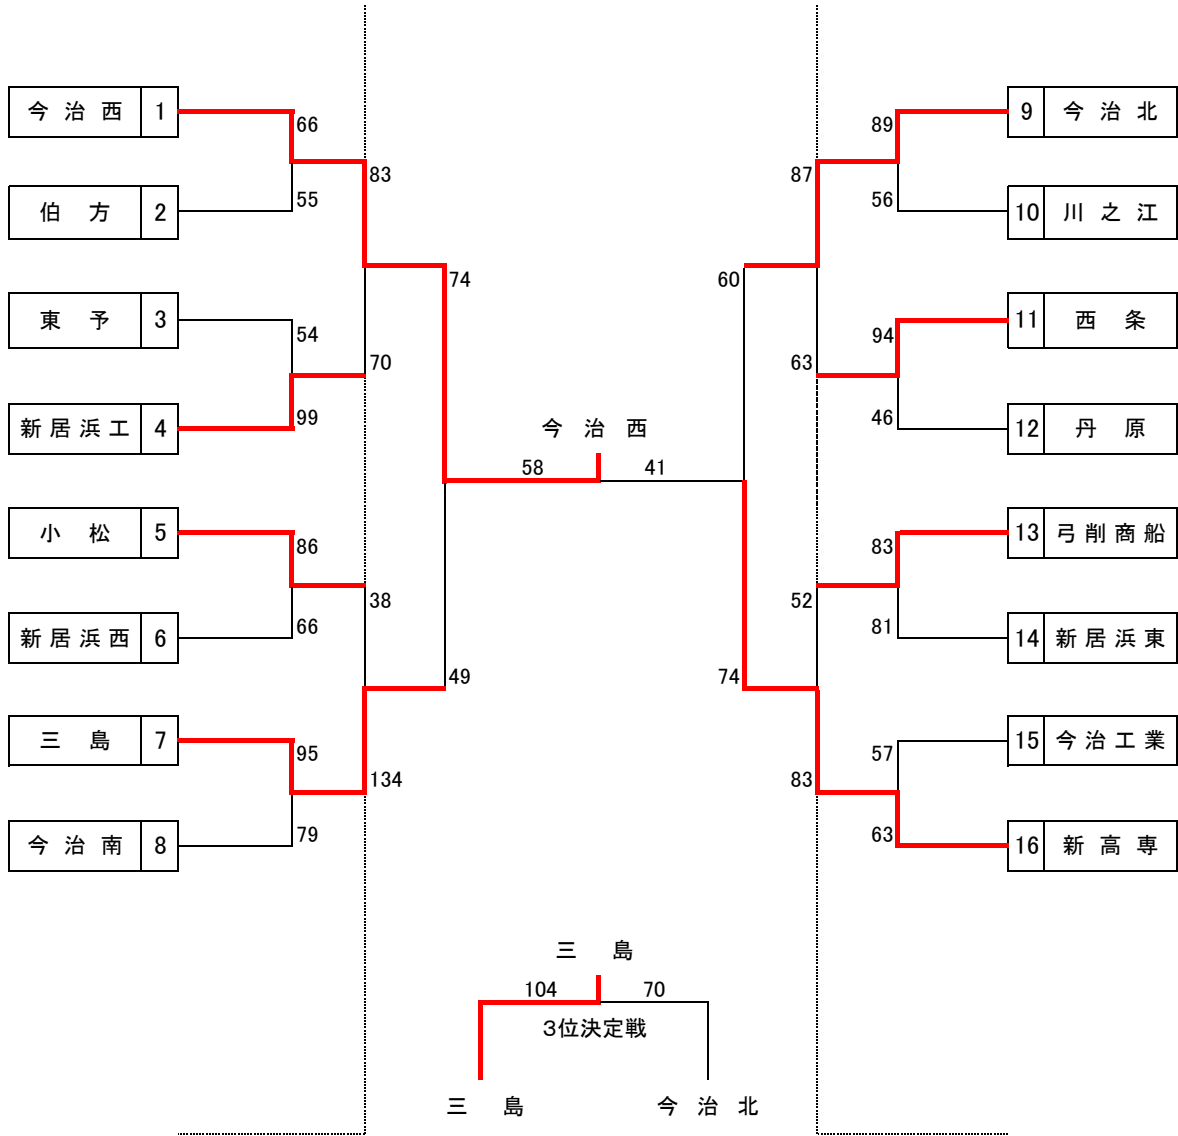 今治西 1
66
55
伯方 2
83
東予 3
54
99
新居浜工 4
70
74
小松 5
86
66
新居浜西 6
38
三島 7
95
79
今治南 8
134
49
今治西
58 41
9 今治北
89
56
10 川之江
87
11 西条
94
46
12 丹原
63
60
13 弓削商船
83
81
14 新居浜東
52
15 今治工業
57
63
16 新高専
83
74
三島
104 70
3位決定戦
三島 今治北